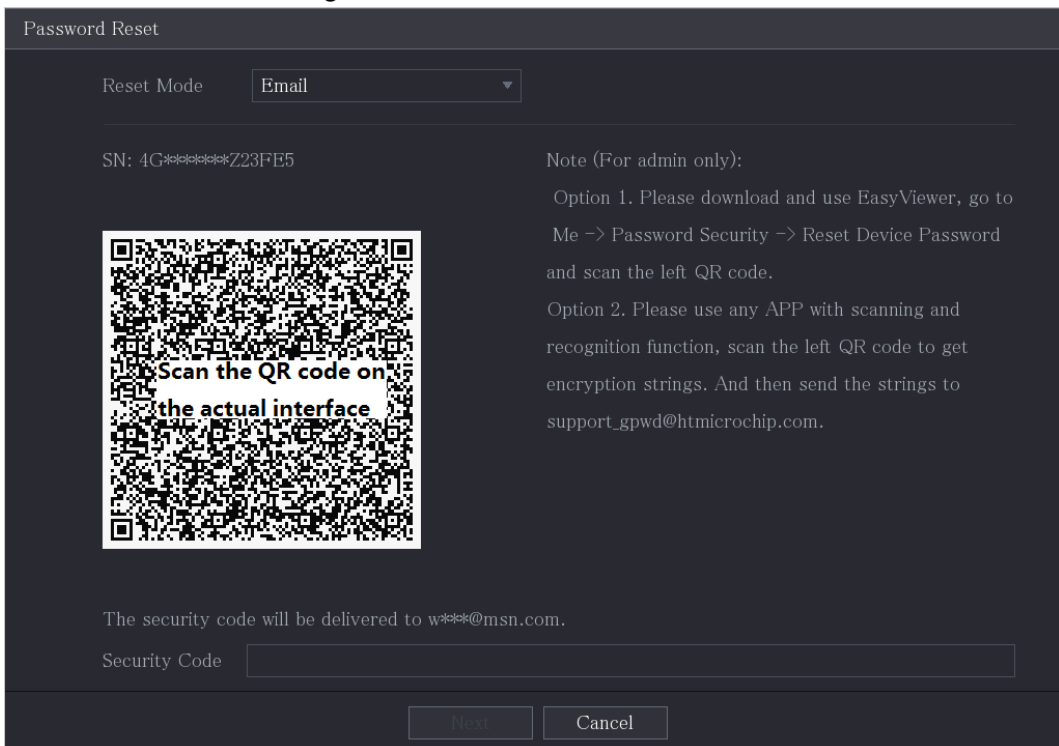 Password Reset
Reset Mode
Email
SN: 4G*******Z23FE5
Note (For admin only):
Option 1. Please download and use EasyViewer, go to
Me -> Password Security -> Reset Device Password
and scan the left QR code.
Option 2. Please use any APP with scanning and
recognition function, scan the left QR code to get
encryption strings. And then send the strings to
support_gpwd@htmicrochip.com.
Scan the QR code on
the actual interface
The security code will be delivered to w***@msn.com.
Security Code
Next
Cancel